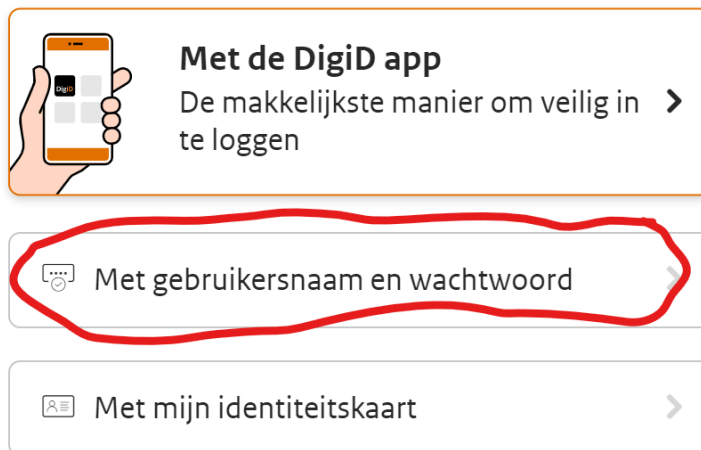 Met de DigiD app
De makkelijkste manier om veilig in
te loggen
DigiD
Met gebruikersnaam en wachtwoord
Met mijn identiteitskaart